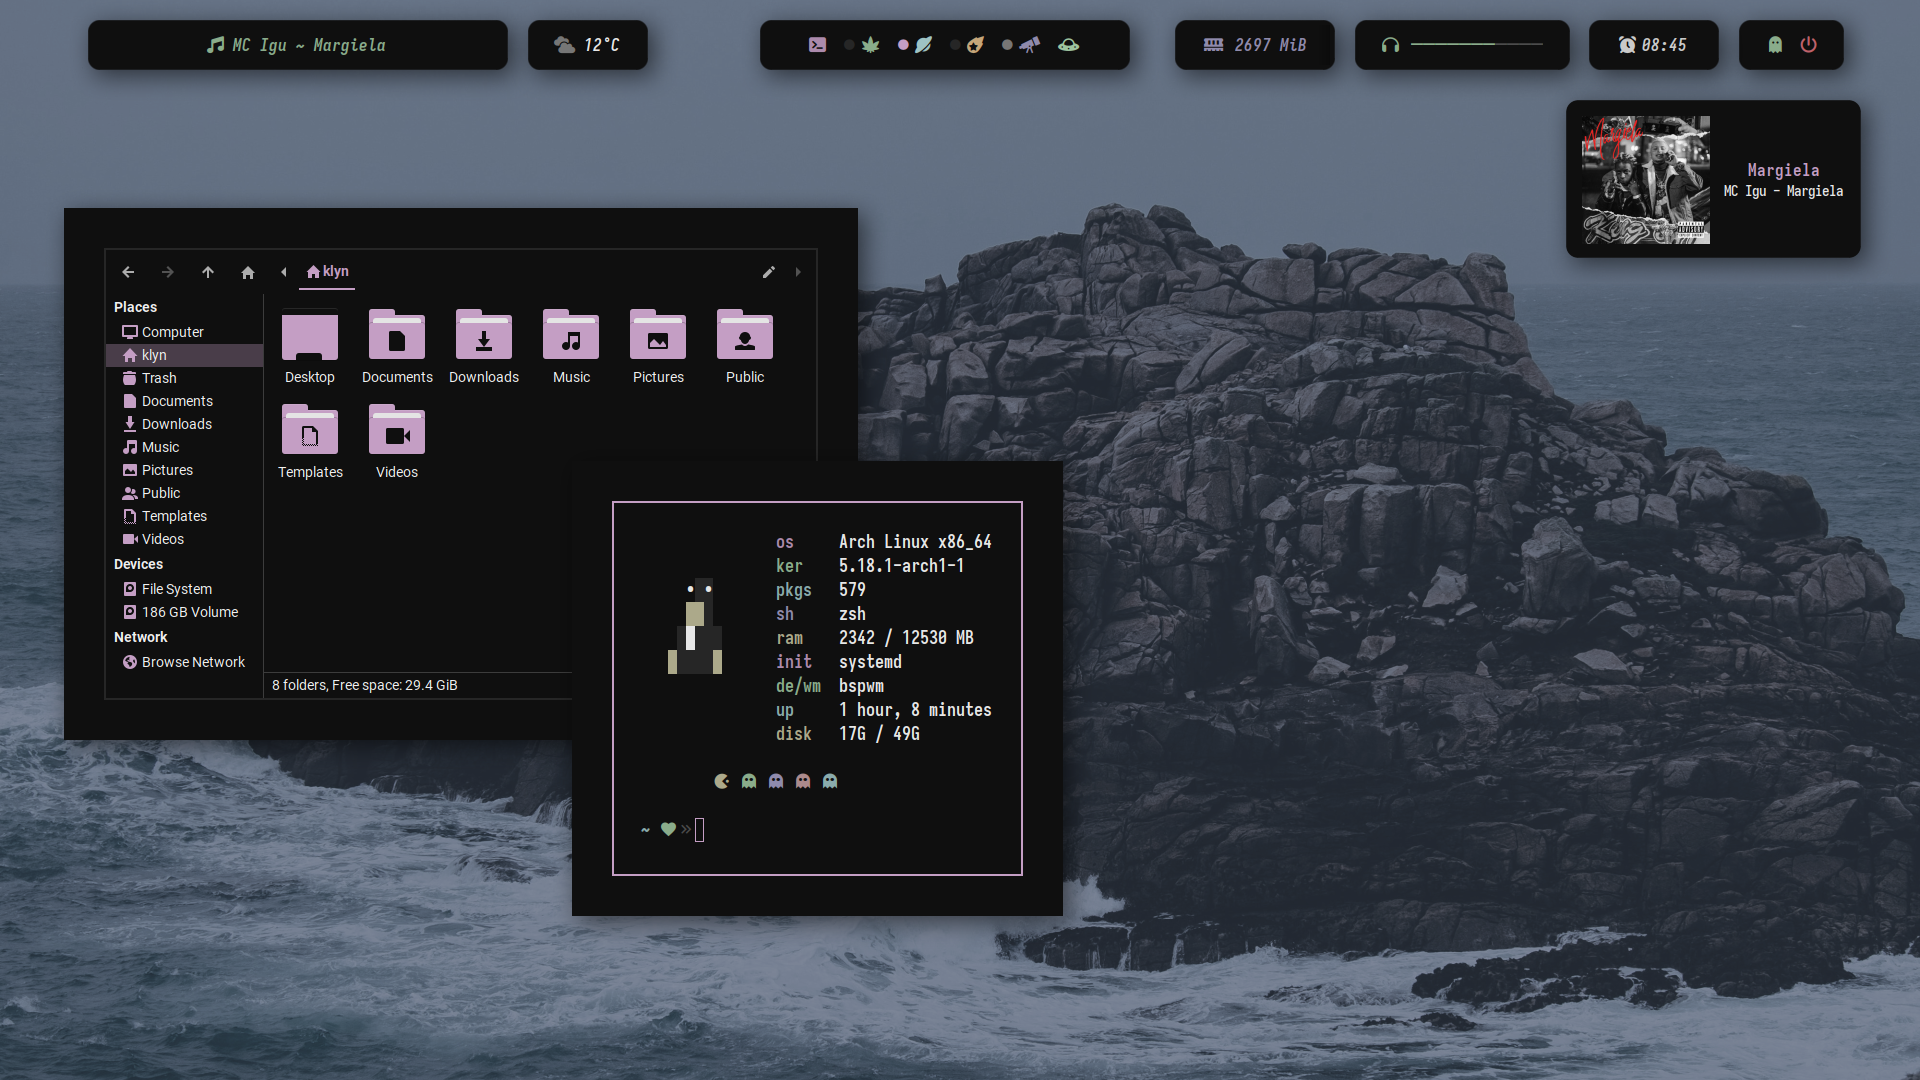 MC Igu ~ Margiela
12°C
2697 MiB
08:45
Margiela
MC Igu - Margiela
klyn
Places
Computer
klyn
Trash
Documents
Downloads
Music
Pictures
Public
Templates
Videos
Devices
File System
186 GB Volume
Network
Browse Network
Desktop
Documents
Downloads
Music
Pictures
Public
Templates
Videos
8 folders, Free space: 29.4 GiB
os Arch Linux x86_64
ker 5.18.1-arch1-1
pkgs 579
sh zsh
ram 2342 / 12530 MB
init systemd
de/wm bspwm
up 1 hour, 8 minutes
disk 17G / 49G
~ »